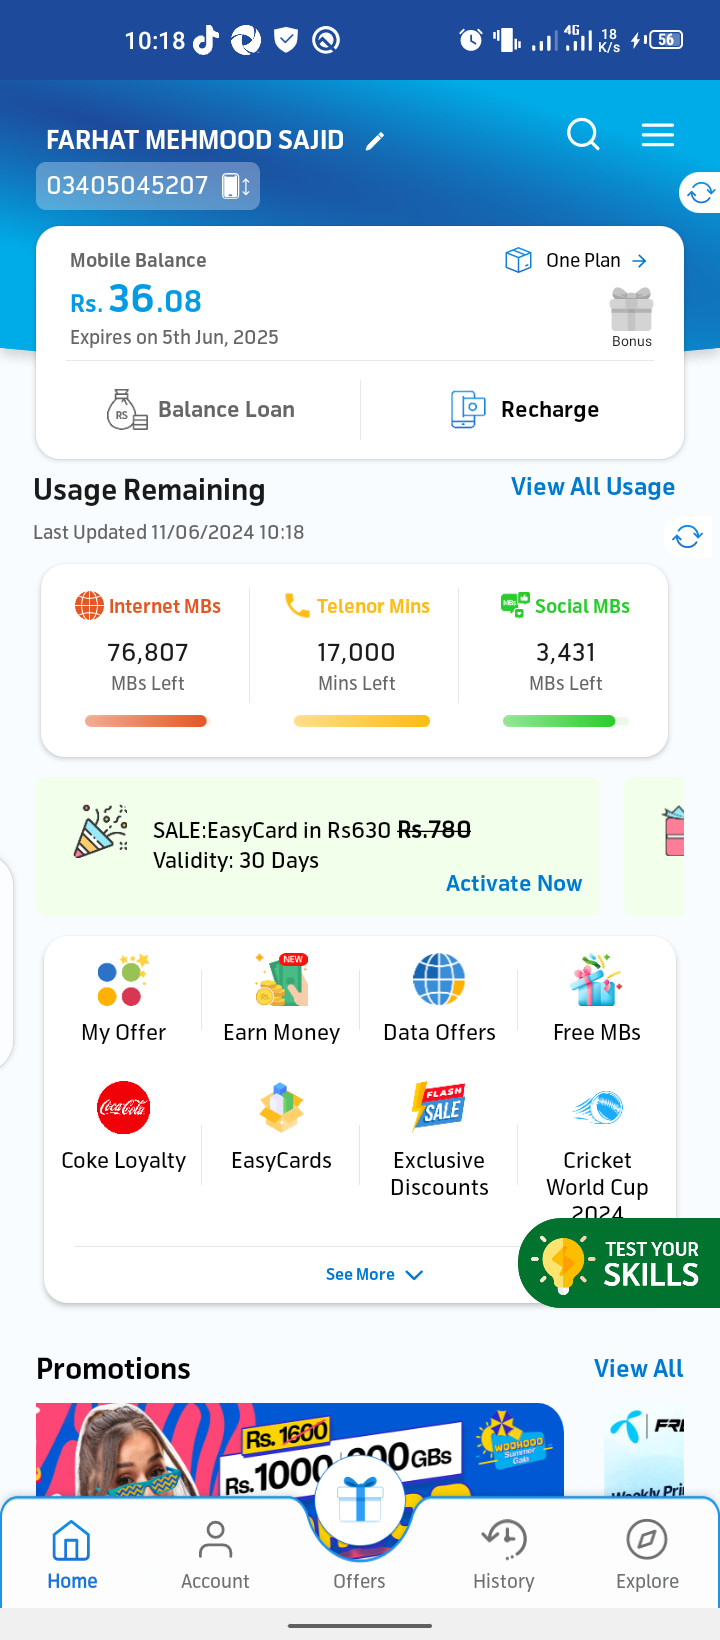 10:18
4G 18 K/s 56
FARHAT MEHMOOD SAJID
03405045207
Mobile Balance
One Plan
Rs. 36.08
Expires on 5th Jun, 2025
Bonus
RS
Balance Loan
Recharge
Usage Remaining
View All Usage
Last Updated 11/06/2024 10:18
Internet MBs
Telenor Mins
MBs
Social MBs
76,807
17,000
3,431
MBs Left
Mins Left
MBs Left
SALE:EasyCard in Rs630 Rs.780
Validity: 30 Days
Activate Now
NEW
My Offer
Earn Money
Data Offers
Free MBs
Coca-Cola
FLASH
SALE
Coke Loyalty
EasyCards
Exclusive
Discounts
Cricket
World Cup
2024
See More
TEST YOUR
SKILLS
Promotions
View All
Rs. 1600
Rs. 1000
GBs
WOOHOOO
Summer
Gala
Weekly
Home
Account
Offers
History
Explore